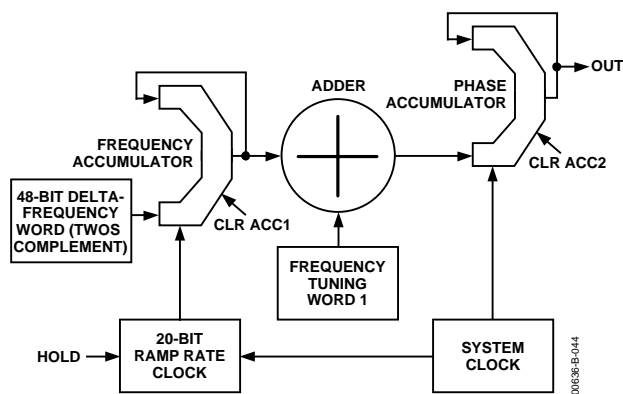 OUT
ADDER
PHASE
ACCUMULATOR
FREQUENCY
ACCUMULATOR
CLR ACC2
48-BIT DELTA-
FREQUENCY
WORD (TWOS
COMPLEMENT)
CLR ACC1
FREQUENCY
TUNING
WORD 1
HOLD
20-BIT
RAMP RATE
CLOCK
SYSTEM
CLOCK
00636-B-044